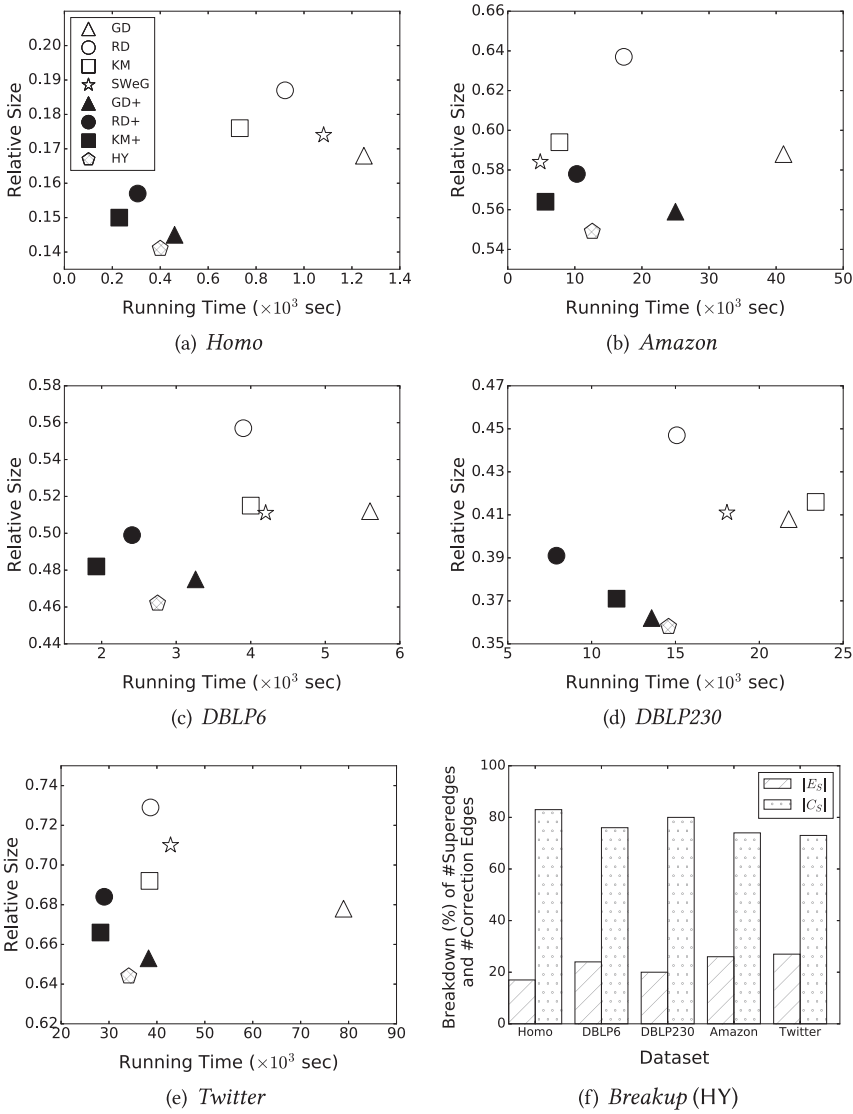 GD
RD
KM
SWeG
GD+
RD+
KM+
HY
Relative Size
0.20
0.19
0.18
0.17
0.16
0.15
0.14
0.0 0.2 0.4 0.6 0.8 1.0 1.2 1.4
Running Time (×10³ sec)
(a) Homo
Relative Size
0.66
0.64
0.62
0.60
0.58
0.56
0.54
0 10 20 30 40 50
Running Time (×10³ sec)
(b) Amazon
Relative Size
0.58
0.56
0.54
0.52
0.50
0.48
0.46
0.44
2 3 4 5 6
Running Time (×10³ sec)
(c) DBLP6
Relative Size
0.47
0.45
0.43
0.41
0.39
0.37
0.35
5 10 15 20 25
Running Time (×10³ sec)
(d) DBLP230
Relative Size
0.74
0.72
0.70
0.68
0.66
0.64
0.62
20 30 40 50 60 70 80 90
Running Time (×10³ sec)
(e) Twitter
Breakdown (%) of #Superedges
and #Correction Edges
100
80
60
40
20
0
|E_S|
|C_S|
Homo DBLP6 DBLP230 Amazon Twitter
Dataset
(f) Breakup (HY)